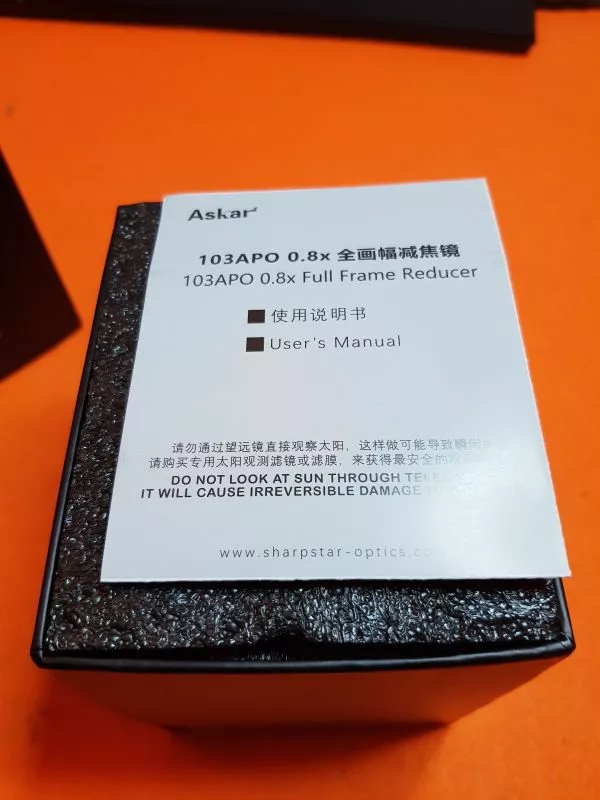 Askar
103APO 0.8x 全画幅减焦镜
103APO 0.8x Full Frame Reducer
使用说明书
User's Manual
请勿通过望远镜直接观察太阳，这样做可能导致瞬间
请购买专用太阳观测滤镜或滤膜，来获得最安全的
DO NOT LOOK AT SUN THROUGH
IT WILL CAUSE IRREVERSIBLE DAMAGE
www.sharpstar-optics.